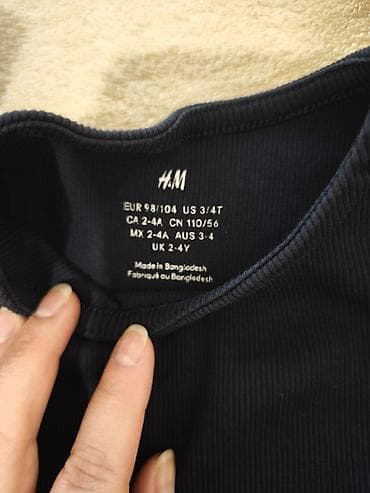 H&M
EUR 98/104 US 3/4T
CA 2-4A CN 110/56
MX 2-4A AUS 3-4
UK 2-4Y
Made in Bangladesh
Fabriqué au Bangladesh